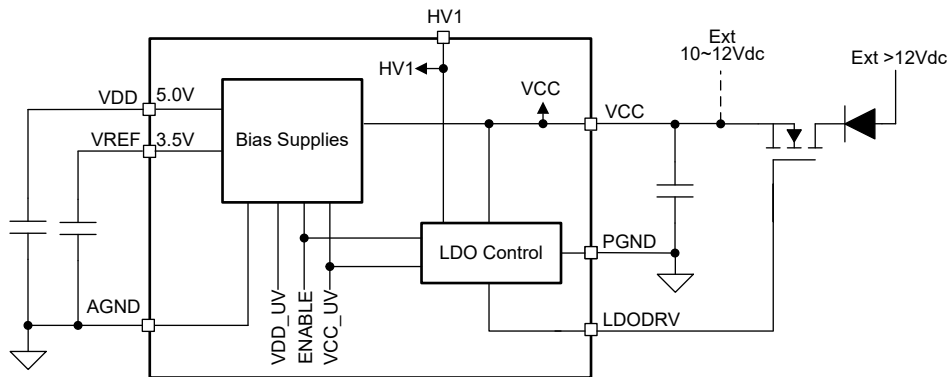 HV1
Ext
10~12Vdc
Ext >12Vdc
HV1
VDD
5.0V
VCC
VCC
VREF
3.5V
Bias Supplies
LDO Control
PGND
AGND
VDD_UV
ENABLE
VCC_UV
LDODRV